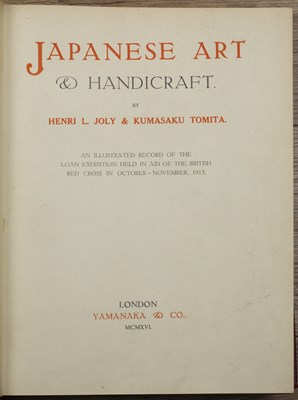 JAPANESE ART
& HANDICRAFT.
BY
HENRI L. JOLY & KUMASAKU TOMITA.
AN ILLUSTRATED RECORD OF THE
LOAN EXHIBITION HELD IN AID OF THE BRITISH
RED CROSS IN OCTOBER—NOVEMBER, 1915.
LONDON
YAMANAKA & CO.,
MCMXVI.